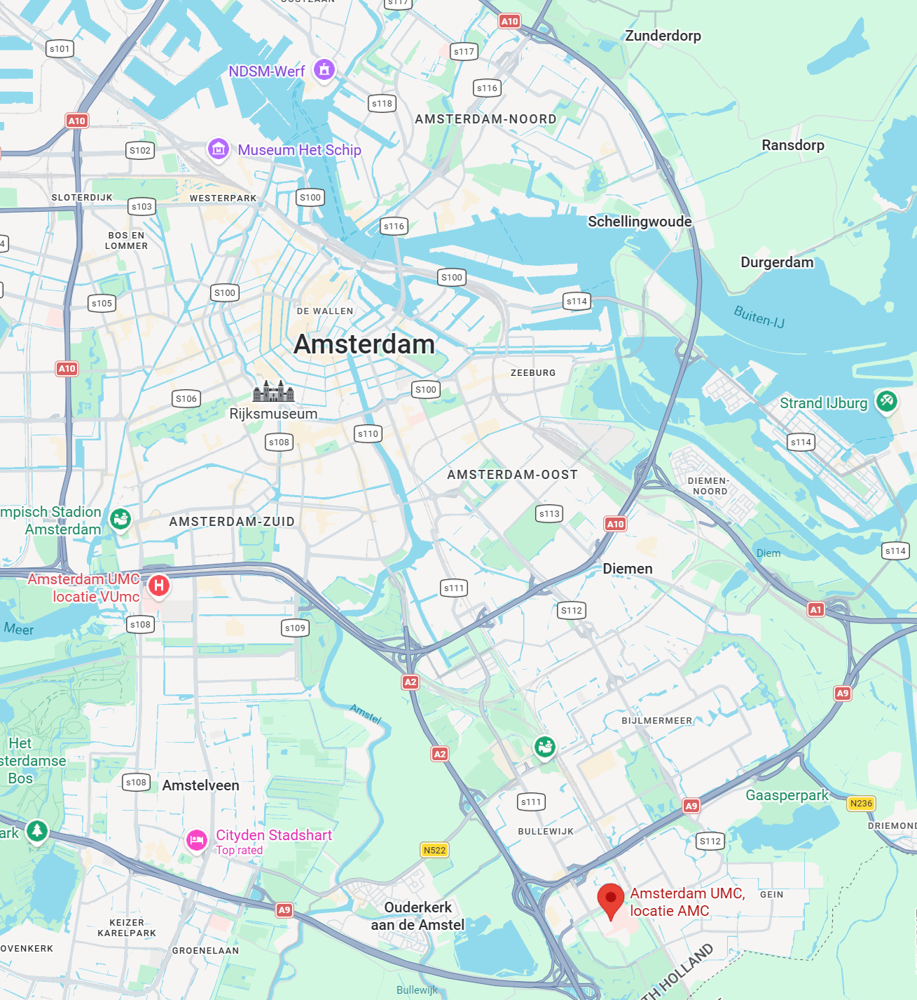 OOSTZAAN
s117
A10
Zunderdorp
s101
s117
NDSM-Werf
s116
s118
AMSTERDAM-NOORD
A10
Ransdorp
S102
Museum Het Schip
SLOTERDIJK
WESTERPARK
S100
s103
Schellingwoude
s116
BOS EN
LOMMER
4
Durgerdam
S100
S100
s105
s114
DE WALLEN
Buiten-IJ
Amsterdam
A10
ZEEBURG
S100
S106
Strand IJburg
Rijksmuseum
s110
s108
s114
AMSTERDAM-OOST
DIEMEN-
NOORD
mpisch Stadion
Amsterdam
s113
AMSTERDAM-ZUID
A10
s114
Diem
Diemen
Amsterdam UMC
locatie VUmc
s111
S112
A1
s108
s109
Meer
A2
A9
Amstel
BIJLMERMEER
Het
sterdamse
Bos
A2
s108
Amstelveen
Gaasperpark
s111
A9
N236
DRIEMOND
ark
Cityden Stadshart
Top rated
BULLEWIJK
S112
N522
Amsterdam UMC,
locatie AMC
GEIN
A9
Ouderkerk
aan de Amstel
KEIZER
KARELPARK
OVENKERK
GROENELAAN
TH HOLLAND
Bullewijk